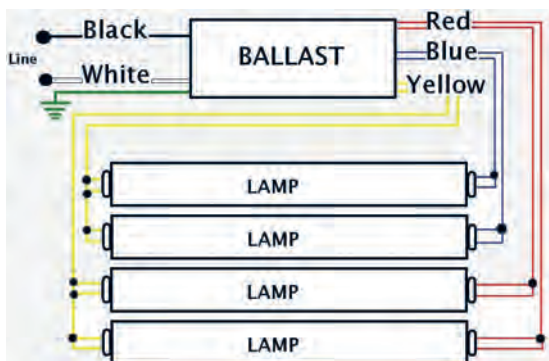 Black
Red
Line
BALLAST
Blue
White
Yellow
LAMP
LAMP
LAMP
LAMP